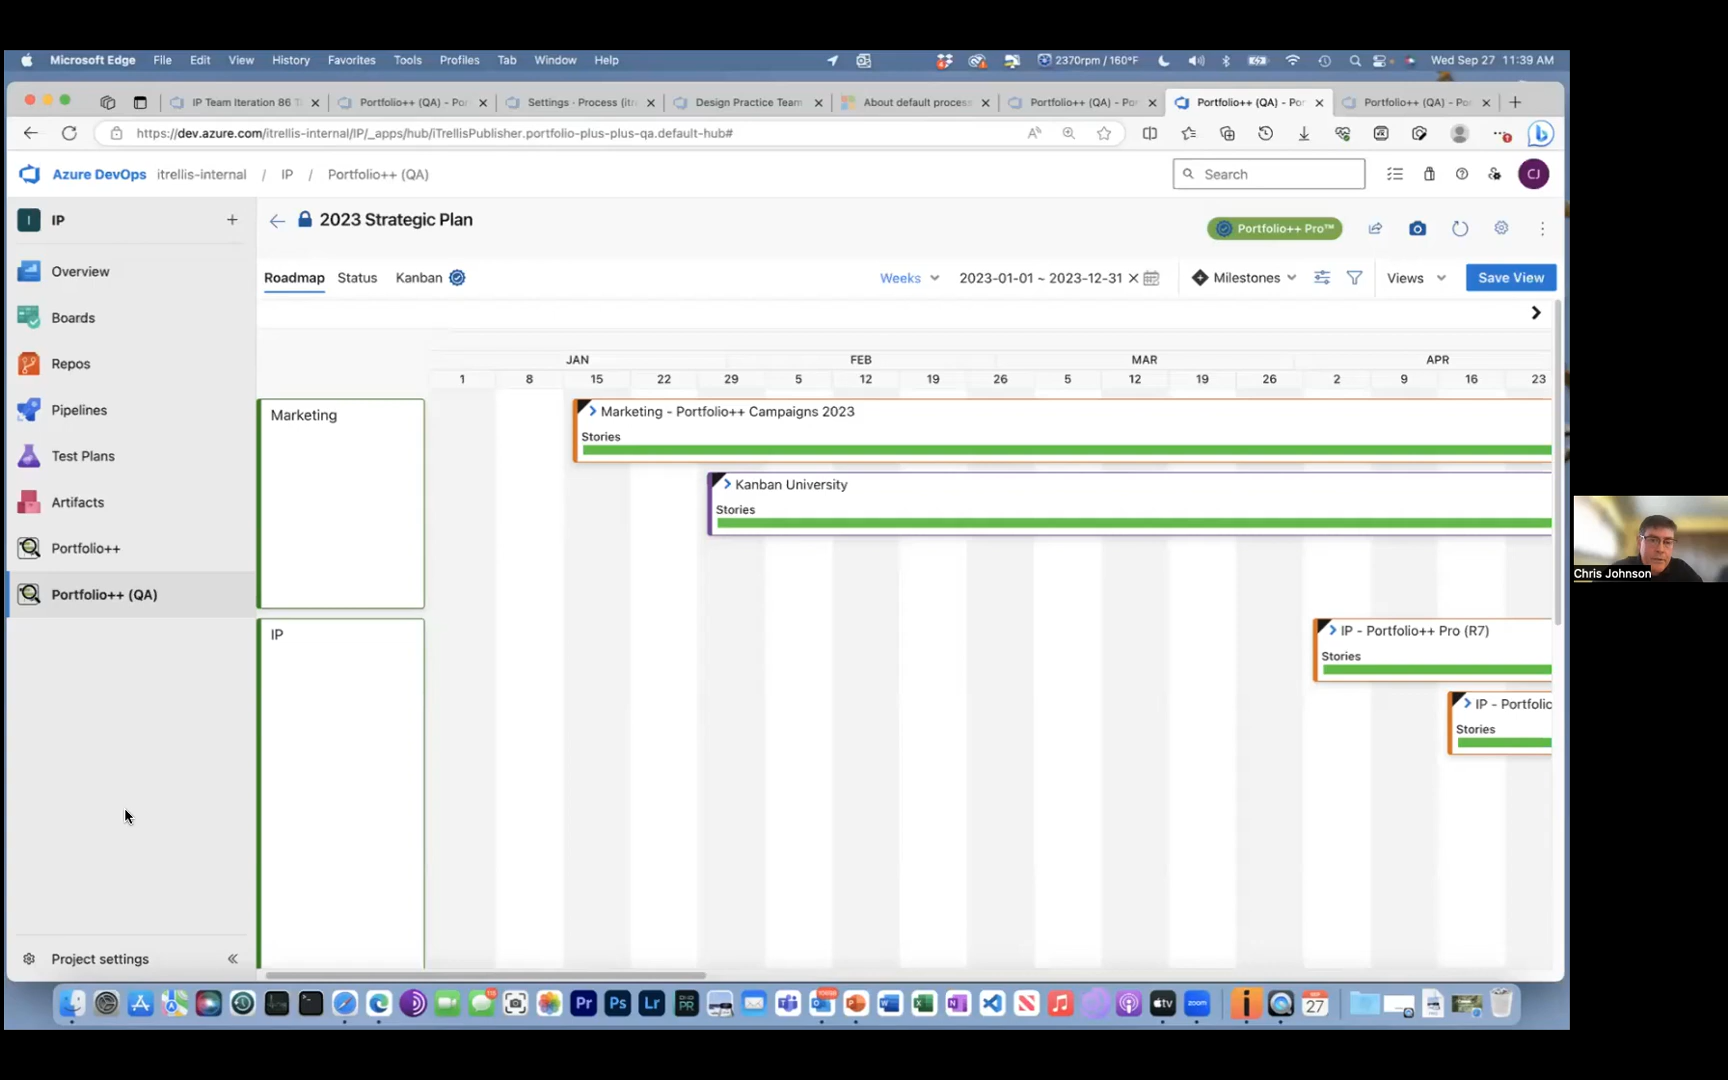 Microsoft Edge File Edit View History Favorites Tools Profiles Tab Window Help 2370rpm / 160°F Wed Sep 27 11:39 AM
IP Team Iteration 86 T Portfolio++ (QA) - Por Settings - Process (itr Design Practice Team About default process Portfolio++ (QA) - Por Portfolio++ (QA) - Por Portfolio++ (QA) - Por
https://dev.azure.com/itrellis-internal/IP/_apps/hub/iTrellisPublisher.portfolio-plus-plus-qa.default-hub#
Azure DevOps itrellis-internal / IP / Portfolio++ (QA) Search CJ
I IP
Overview
Boards
Repos
Pipelines
Test Plans
Artifacts
Portfolio++
Portfolio++ (QA)
Project settings
2023 Strategic Plan
Portfolio++ Pro™
Roadmap Status Kanban Weeks 2023-01-01 ~ 2023-12-31 Milestones Views Save View
JAN FEB MAR APR
1 8 15 22 29 5 12 19 26 5 12 19 26 2 9 16 23
Marketing
Marketing - Portfolio++ Campaigns 2023
Stories
Kanban University
Stories
IP
IP - Portfolio++ Pro (R7)
Stories
IP - Portfolio
Stories
Chris Johnson
Pr Ps Lr PR tv zoom 27